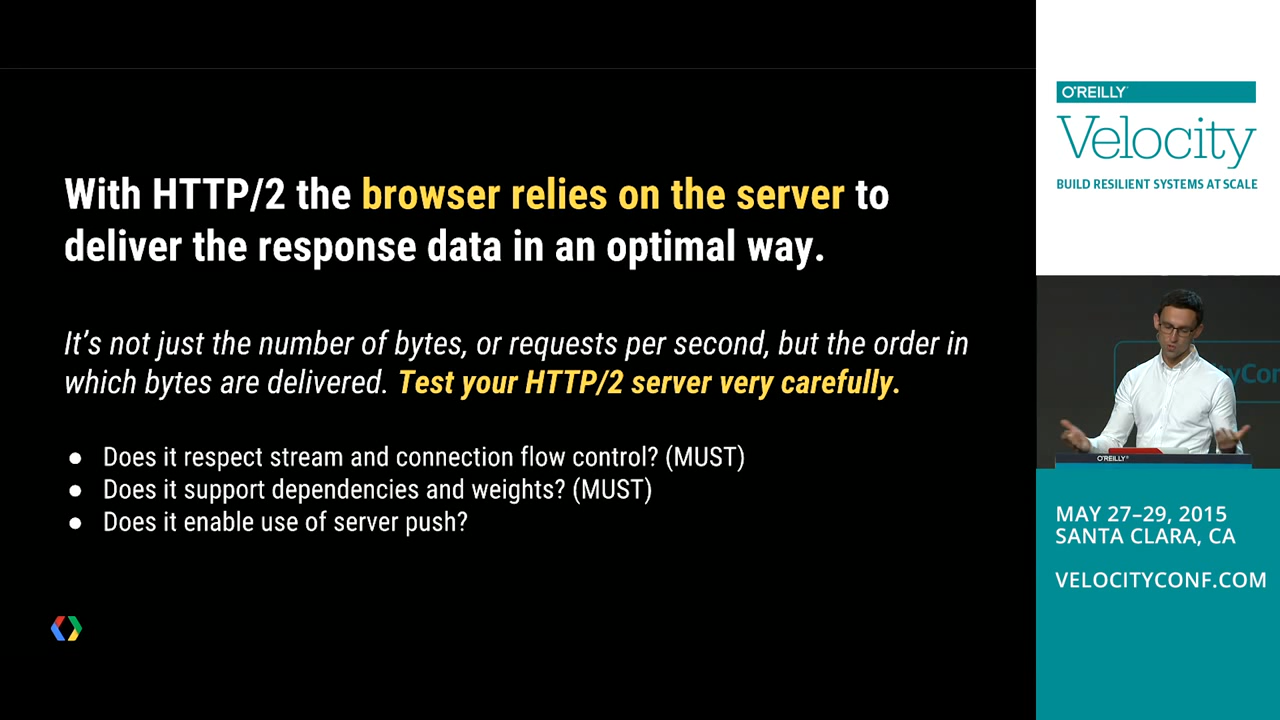 With HTTP/2 the browser relies on the server to
deliver the response data in an optimal way.
It's not just the number of bytes, or requests per second, but the order in
which bytes are delivered. Test your HTTP/2 server very carefully.
● Does it respect stream and connection flow control? (MUST)
● Does it support dependencies and weights? (MUST)
● Does it enable use of server push?
O'REILLY
Velocity
BUILD RESILIENT SYSTEMS AT SCALE
O'REILLY
MAY 27–29, 2015
SANTA CLARA, CA
VELOCITYCONF.COM